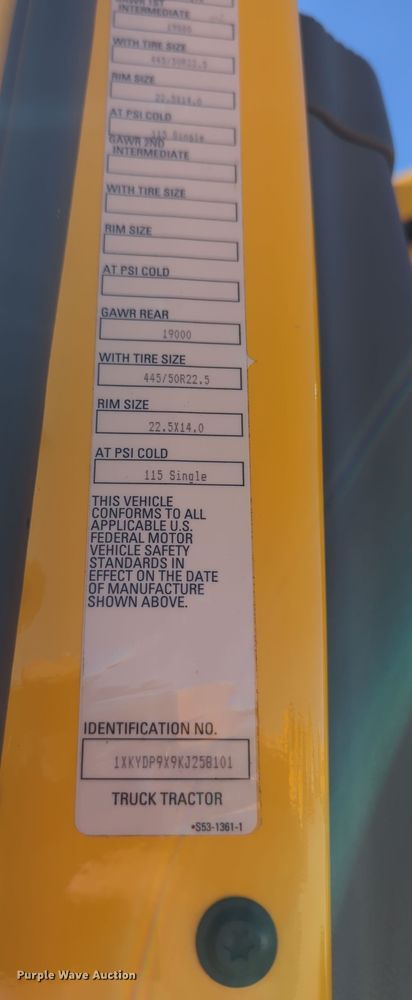 INTERMEDIATE
19000
WITH TIRE SIZE
445/50R22.5
RIM SIZE
22.5X14.0
AT PSI COLD
115 Single
GAWR 2ND
INTERMEDIATE
WITH TIRE SIZE
RIM SIZE
AT PSI COLD
GAWR REAR
19000
WITH TIRE SIZE
445/50R22.5
RIM SIZE
22.5X14.0
AT PSI COLD
115 Single
THIS VEHICLE
CONFORMS TO ALL
APPLICABLE U.S.
FEDERAL MOTOR
VEHICLE SAFETY
STANDARDS IN
EFFECT ON THE DATE
OF MANUFACTURE
SHOWN ABOVE.
IDENTIFICATION NO.
1XKYDP9X9KJ258101
TRUCK TRACTOR
•S53-1361-1
Purple Wave Auction